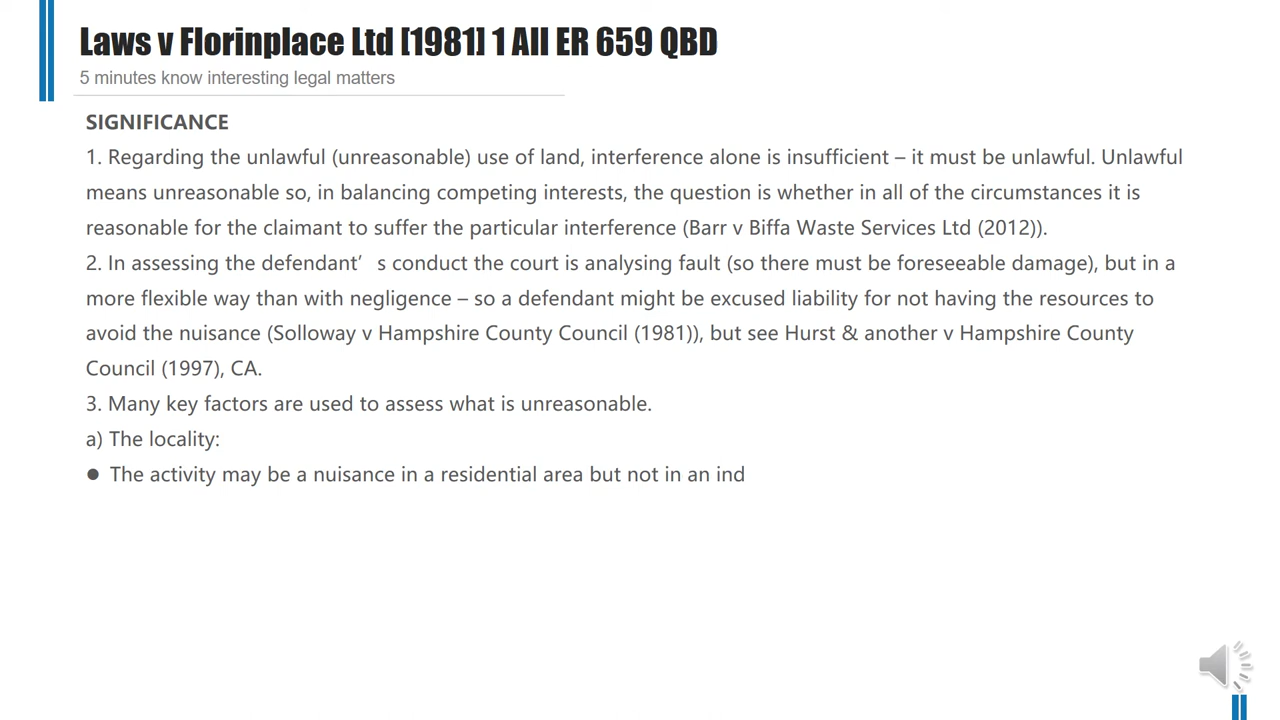 Laws v Florinplace Ltd [1981] 1 All ER 659 QBD
5 minutes know interesting legal matters
SIGNIFICANCE
1. Regarding the unlawful (unreasonable) use of land, interference alone is insufficient – it must be unlawful. Unlawful
means unreasonable so, in balancing competing interests, the question is whether in all of the circumstances it is
reasonable for the claimant to suffer the particular interference (Barr v Biffa Waste Services Ltd (2012)).
2. In assessing the defendant’s conduct the court is analysing fault (so there must be foreseeable damage), but in a
more flexible way than with negligence – so a defendant might be excused liability for not having the resources to
avoid the nuisance (Solloway v Hampshire County Council (1981)), but see Hurst & another v Hampshire County
Council (1997), CA.
3. Many key factors are used to assess what is unreasonable.
a) The locality:
● The activity may be a nuisance in a residential area but not in an ind